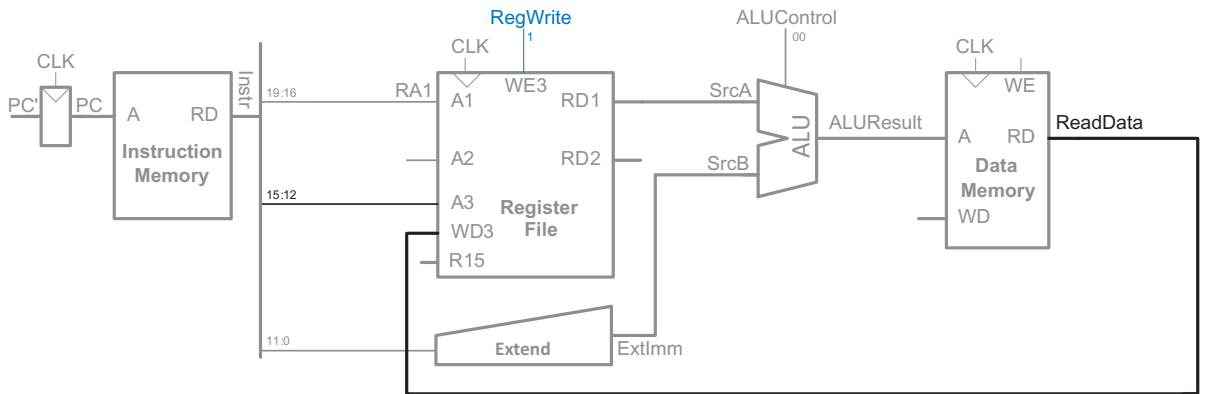 RegWrite
1
ALUControl
00
CLK
CLK
CLK
PC'
PC
A
RD
Instruction
Memory
Instr
19:16
RA1
A1
WE3
RD1
SrcA
ALU
ALUResult
WE
A
RD
ReadData
Data
Memory
WD
A2
RD2
SrcB
15:12
A3
Register
File
WD3
R15
11:0
Extend
ExtImm